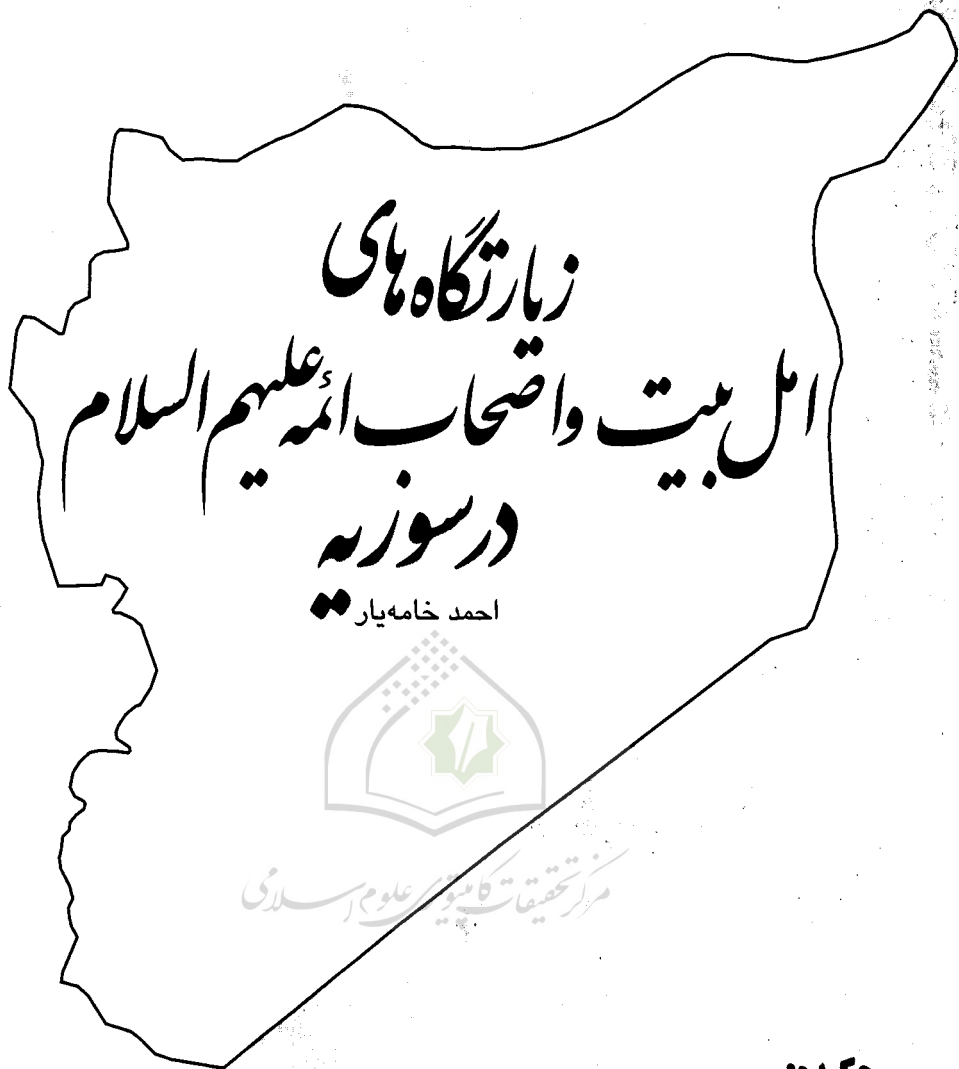 زیارتگاه های
اهل بیت و اصحاب ائمه علیهم السلام
در سوریه
احمد خامه‌یار
مرکز تحقیقات کامپیوتری علوم اسلامی